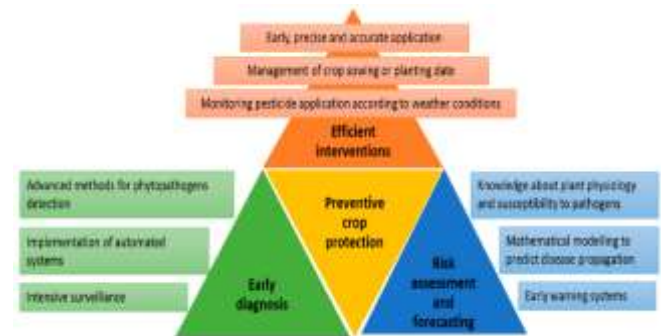 Early, precise and accurate application
Management of crop sowing or planting date
Monitoring pesticide application according to weather conditions
Efficient
interventions
Advanced methods for phytopathogens
detection
Implementation of automated
systems
Intensive surveillance
Early
diagnosis
Preventive
crop
protection
Risk
assessment
and
forecasting
Knowledge about plant physiology
and susceptibility to pathogens
Mathematical modelling to
predict disease propagation
Early warning systems